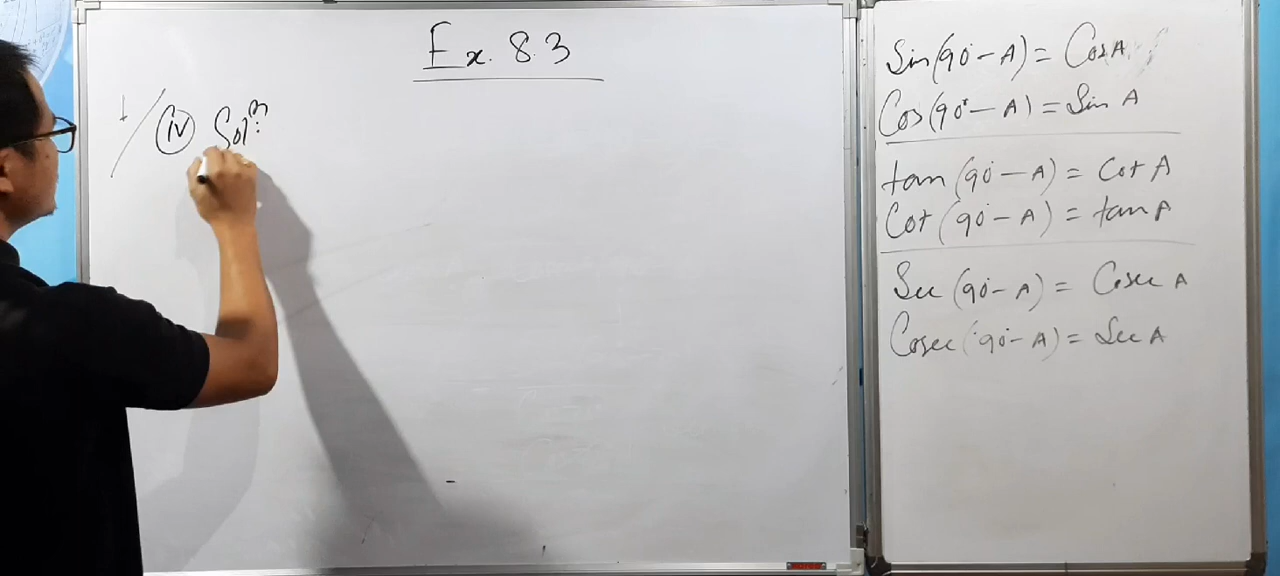 Ex. 8.3
1/ (iv) Sol^n:
Sin(90° - A) = Cos A
Cos(90° - A) = Sin A
tan(90° - A) = Cot A
Cot(90° - A) = tan A
Sec(90° - A) = Cosec A
Cosec(90° - A) = Sec A